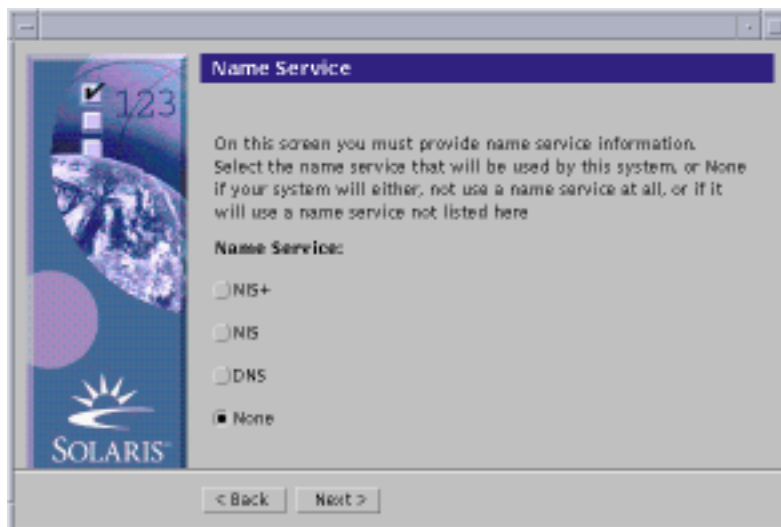 Name Service
123
On this screen you must provide name service information.
Select the name service that will be used by this system, or None
if your system will either, not use a name service at all, or if it
will use a name service not listed here
Name Service:
NIS+
NIS
DNS
None
SOLARIS™
< Back
Next >